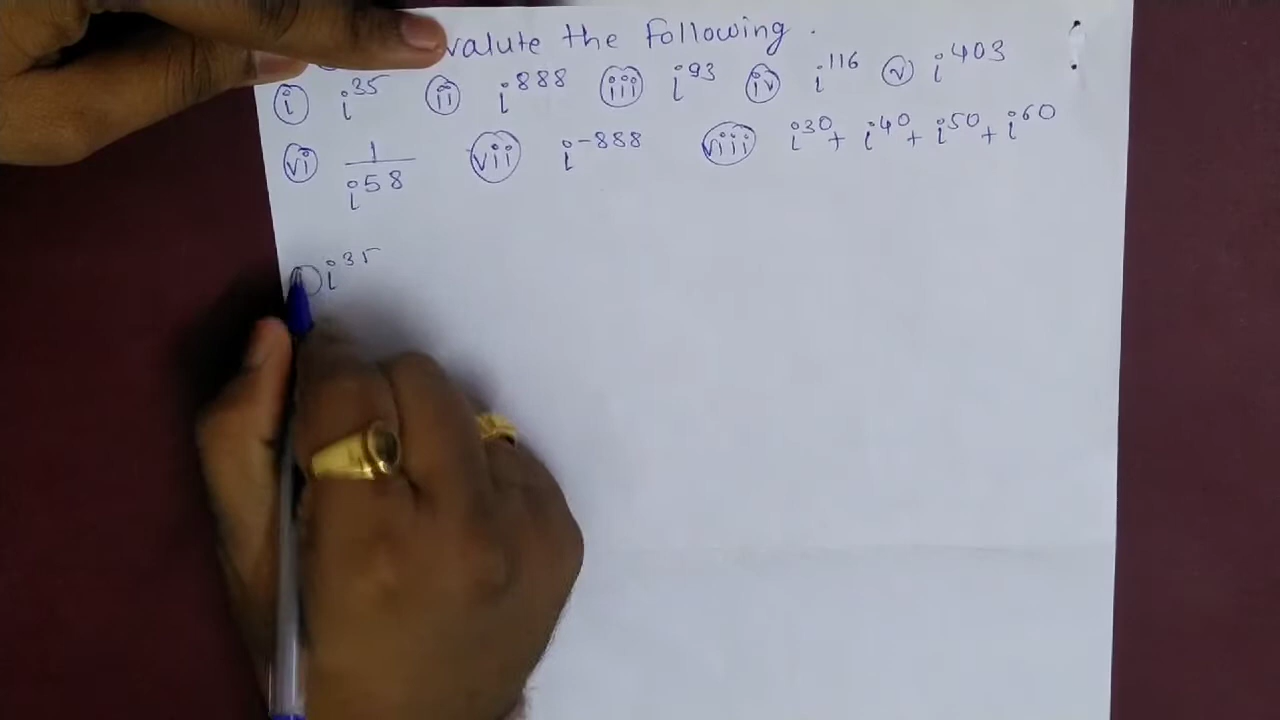 valute the Following .
i i^35 ii i^888 iii i^93 iv i^116 v i^403
vi 1/i^58 vii i^-888 viii i^30 + i^40 + i^50 + i^60
i^35